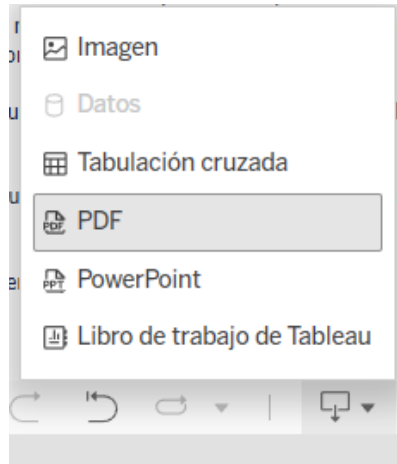 Imagen
Datos
Tabulación cruzada
PDF
PowerPoint
Libro de trabajo de Tableau